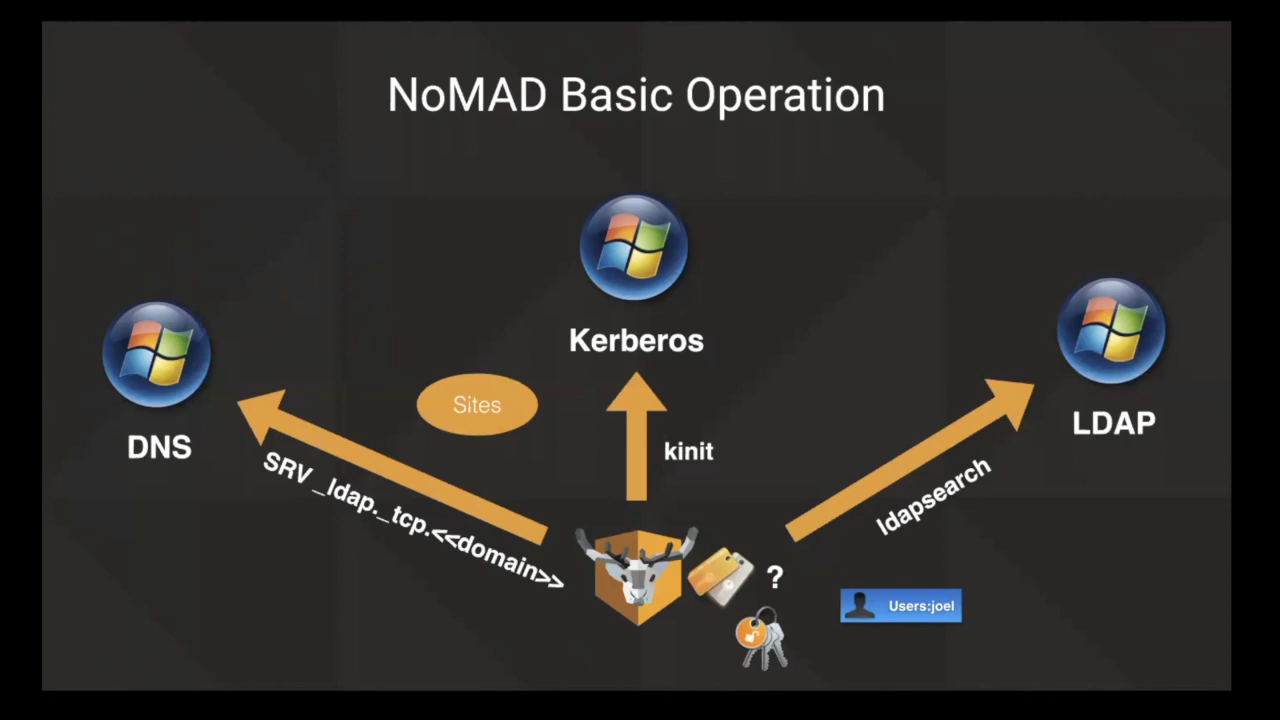 NoMAD Basic Operation
Kerberos
DNS
Sites
LDAP
kinit
SRV _ldap._tcp.<<domain>>
ldapsearch
?
Users:joel